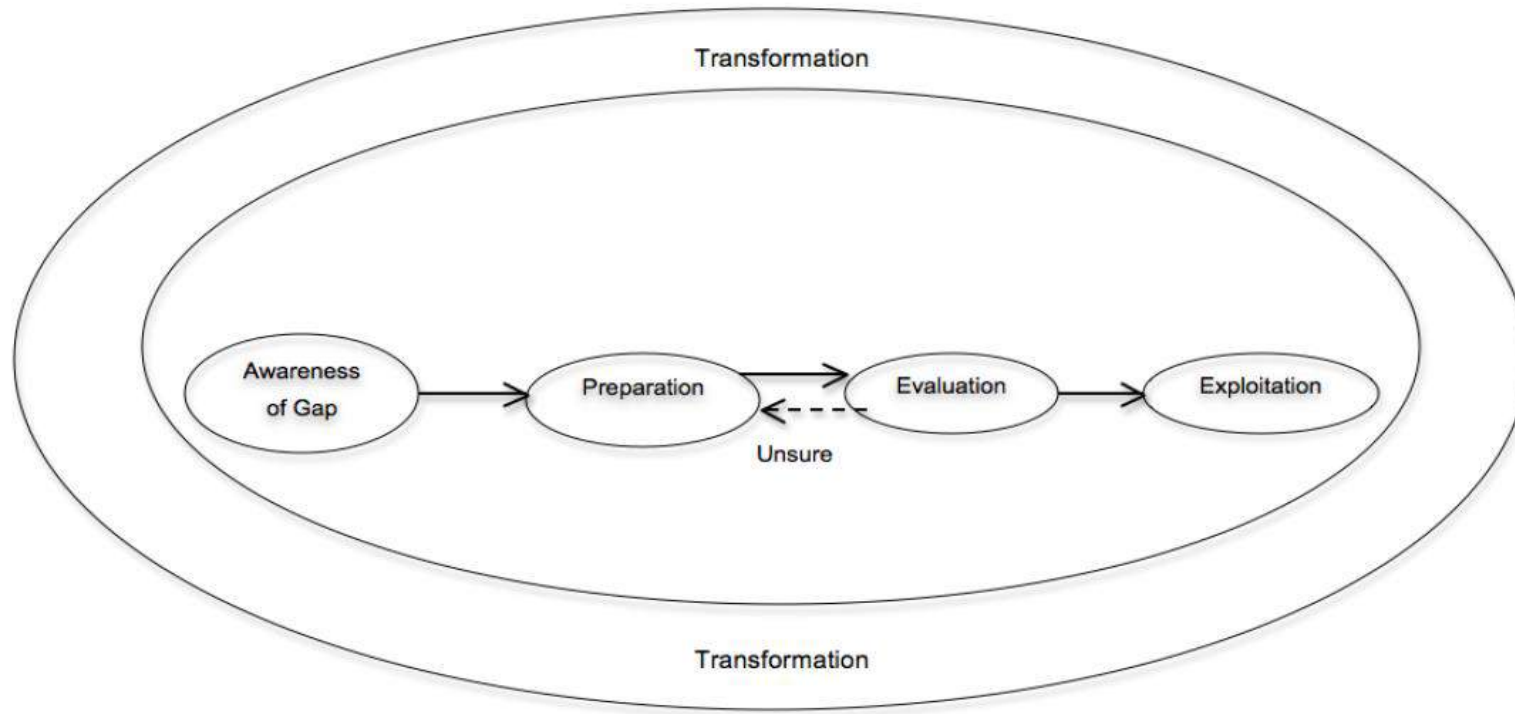 Transformation
Awareness
of Gap
Preparation
Evaluation
Exploitation
Unsure
Transformation